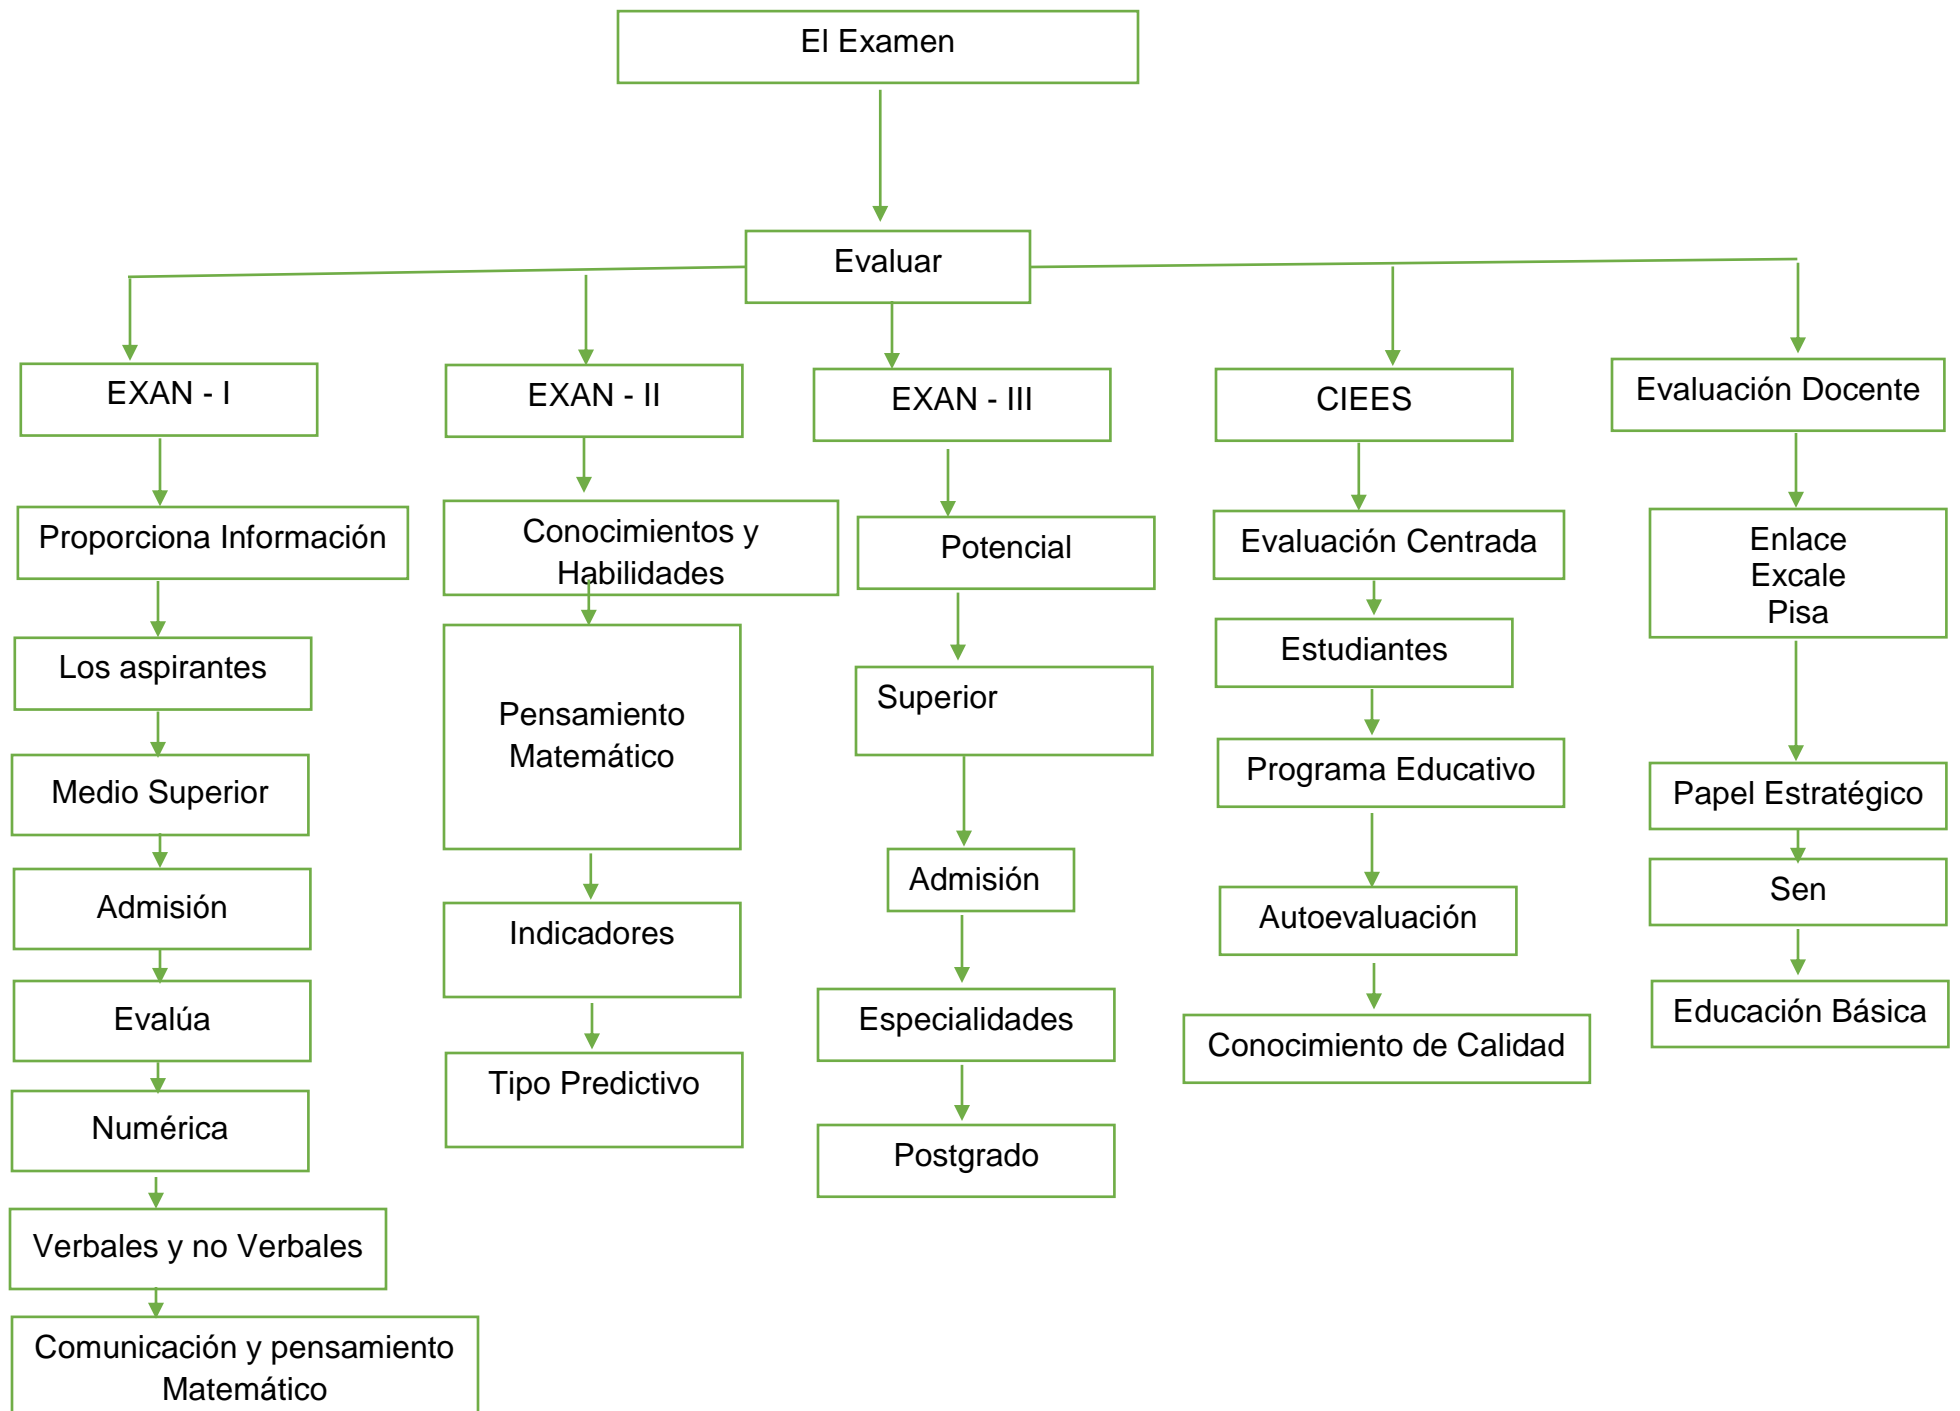 El Examen
Evaluar
EXAN - I
EXAN - II
EXAN - III
CIEES
Evaluación Docente
Proporciona Información
Los aspirantes
Medio Superior
Admisión
Evalúa
Numérica
Verbales y no Verbales
Comunicación y pensamiento
Matemático
Conocimientos y
Habilidades
Pensamiento
Matemático
Indicadores
Tipo Predictivo
Potencial
Superior
Admisión
Especialidades
Postgrado
Evaluación Centrada
Estudiantes
Programa Educativo
Autoevaluación
Conocimiento de Calidad
Enlace
Excale
Pisa
Papel Estratégico
Sen
Educación Básica